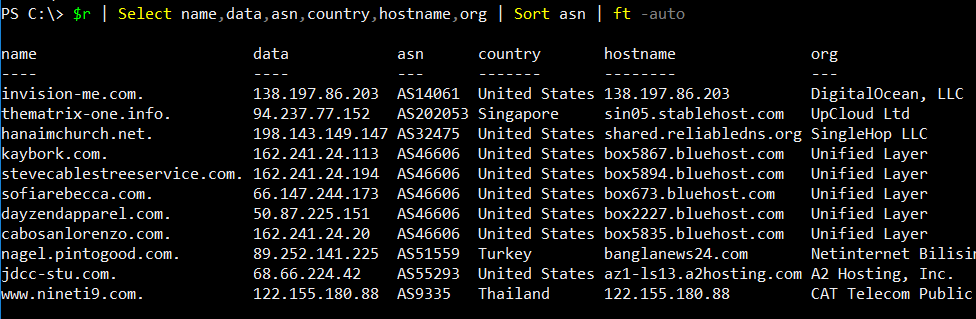 PS C:\> $r | Select name,data,asn,country,hostname,org | Sort asn | ft -auto
name data asn country hostname org
---- ---- --- ------- -------- ---
invision-me.com. 138.197.86.203 AS14061 United States 138.197.86.203 DigitalOcean, LLC
thematrix-one.info. 94.237.77.152 AS202053 Singapore sin05.stablehost.com UpCloud Ltd
hanaimchurch.net. 198.143.149.147 AS32475 United States shared.reliabledns.org SingleHop LLC
kaybork.com. 162.241.24.113 AS46606 United States box5867.bluehost.com Unified Layer
stevecablestreeservice.com. 162.241.24.194 AS46606 United States box5894.bluehost.com Unified Layer
sofiarebecca.com. 66.147.244.173 AS46606 United States box673.bluehost.com Unified Layer
dayzendapparel.com. 50.87.225.151 AS46606 United States box2227.bluehost.com Unified Layer
cabosanlorenzo.com. 162.241.24.20 AS46606 United States box5835.bluehost.com Unified Layer
nagel.pintogood.com. 89.252.141.225 AS51559 Turkey banglanews24.com Netinternet Bilisi
jdcc-stu.com. 68.66.224.42 AS55293 United States az1-ls13.a2hosting.com A2 Hosting, Inc.
www.nineti9.com. 122.155.180.88 AS9335 Thailand 122.155.180.88 CAT Telecom Public